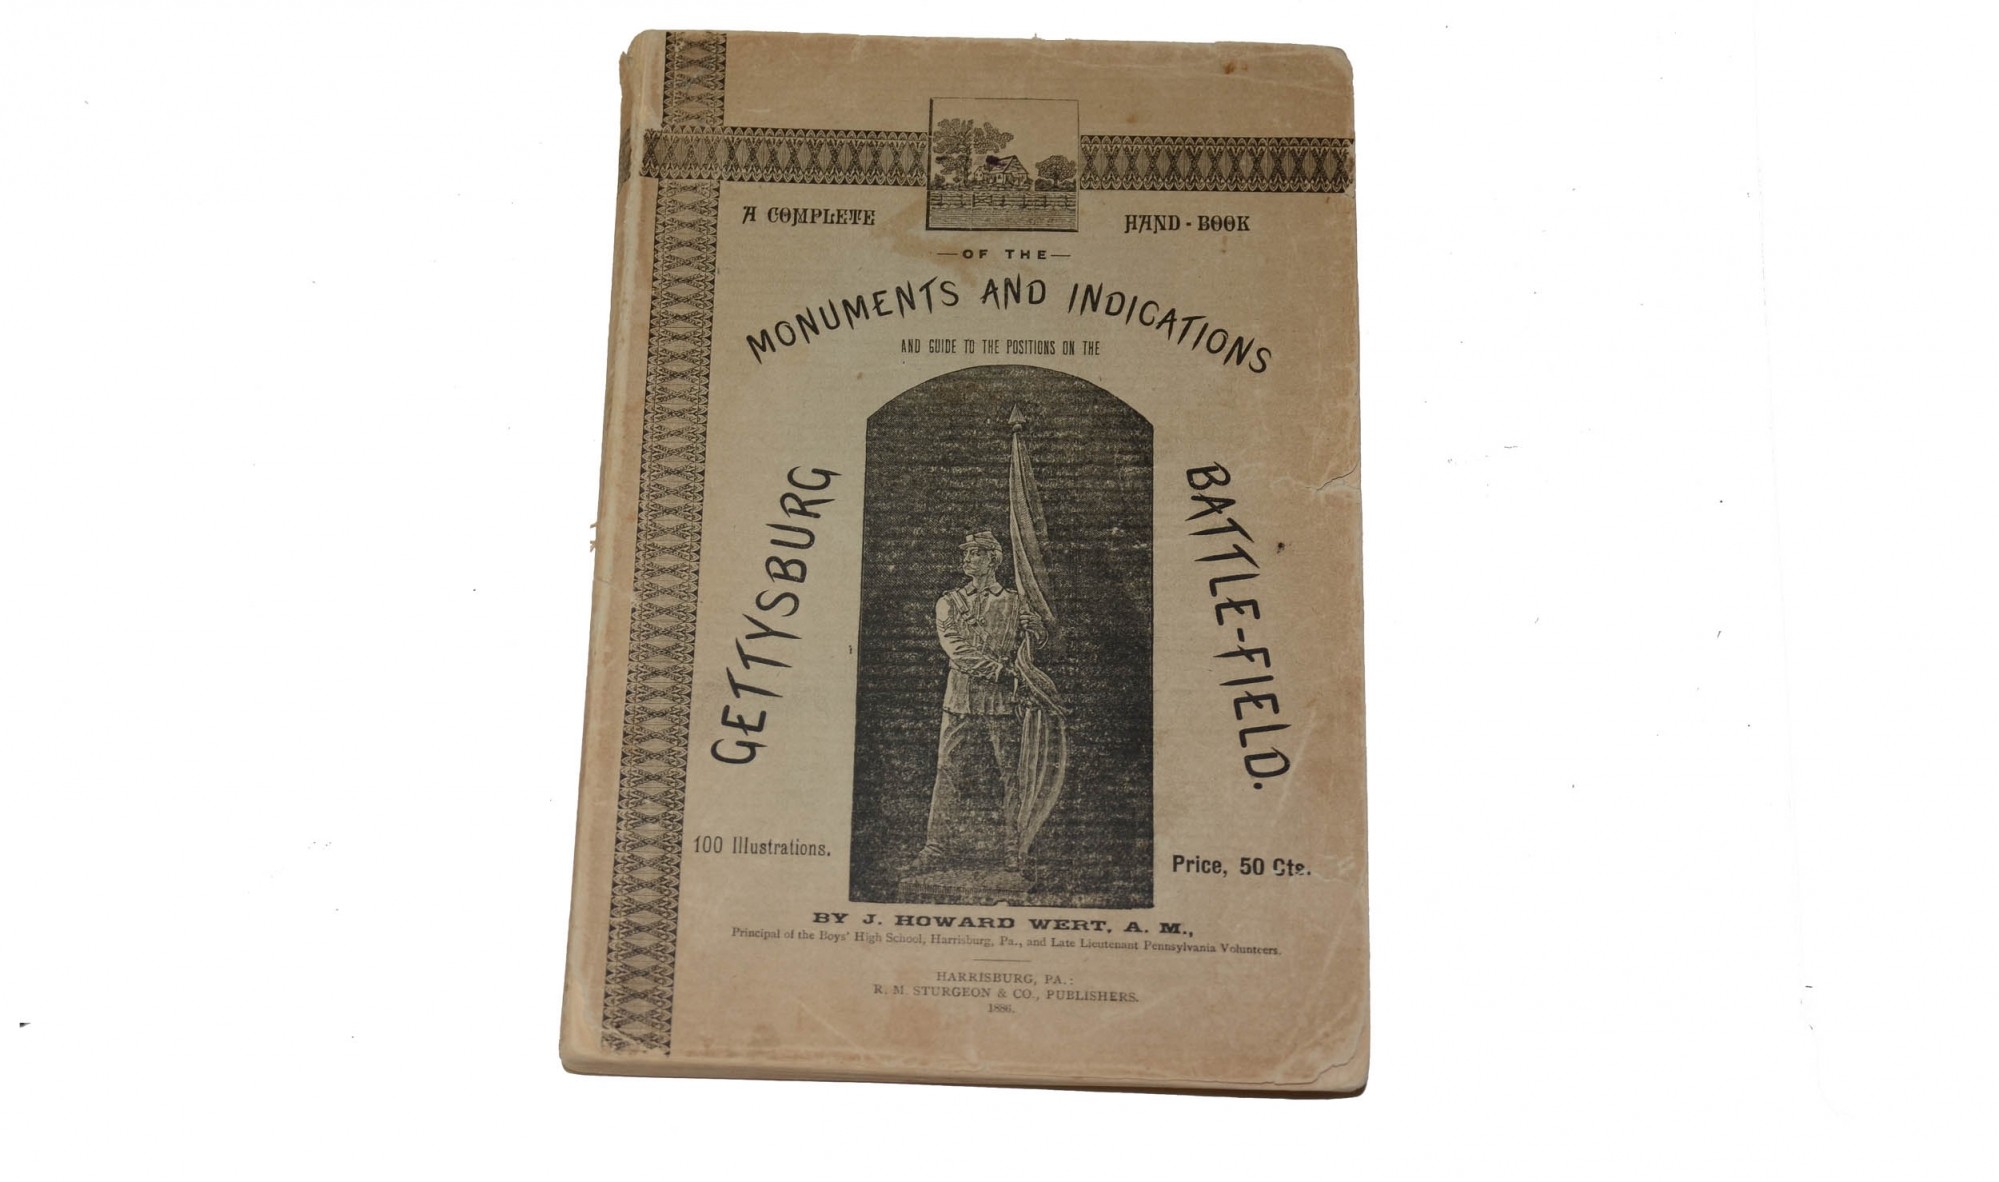 A COMPLETE HAND-BOOK
—OF THE—
MONUMENTS AND INDICATIONS
AND GUIDE TO THE POSITIONS ON THE
GETTYSBURG
BATTLE-FIELD.
100 Illustrations.
Price, 50 Cts.
BY J. HOWARD WERT, A. M.,
Principal of the Boys' High School, Harrisburg, Pa., and Late Lieutenant Pennsylvania Volunteers.
HARRISBURG, PA.:
R. M. STURGEON & CO., PUBLISHERS.
1886.